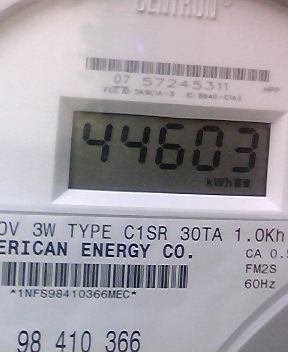 CENTRON
07 57245311
44603
kWh
0V 3W TYPE C1SR 30TA 1.0Kh
ERICAN ENERGY CO.
CA 0.5
FM2S
60Hz
*1NFS98410366MEC*
98 410 366